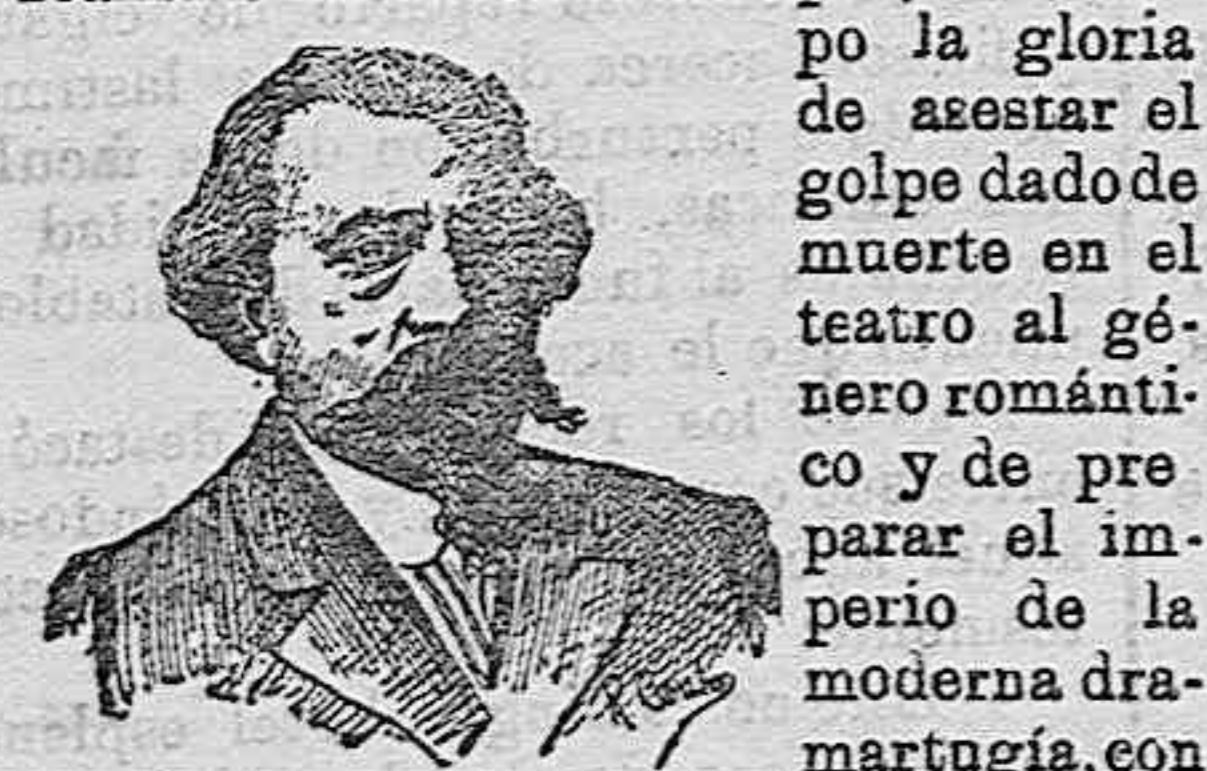 po la gloria
de asestar el
golpe dado de
muerte en el
teatro al gé-
nero románti-
co y de pre
parar el im-
perio de la
moderna dra-
martugía, con